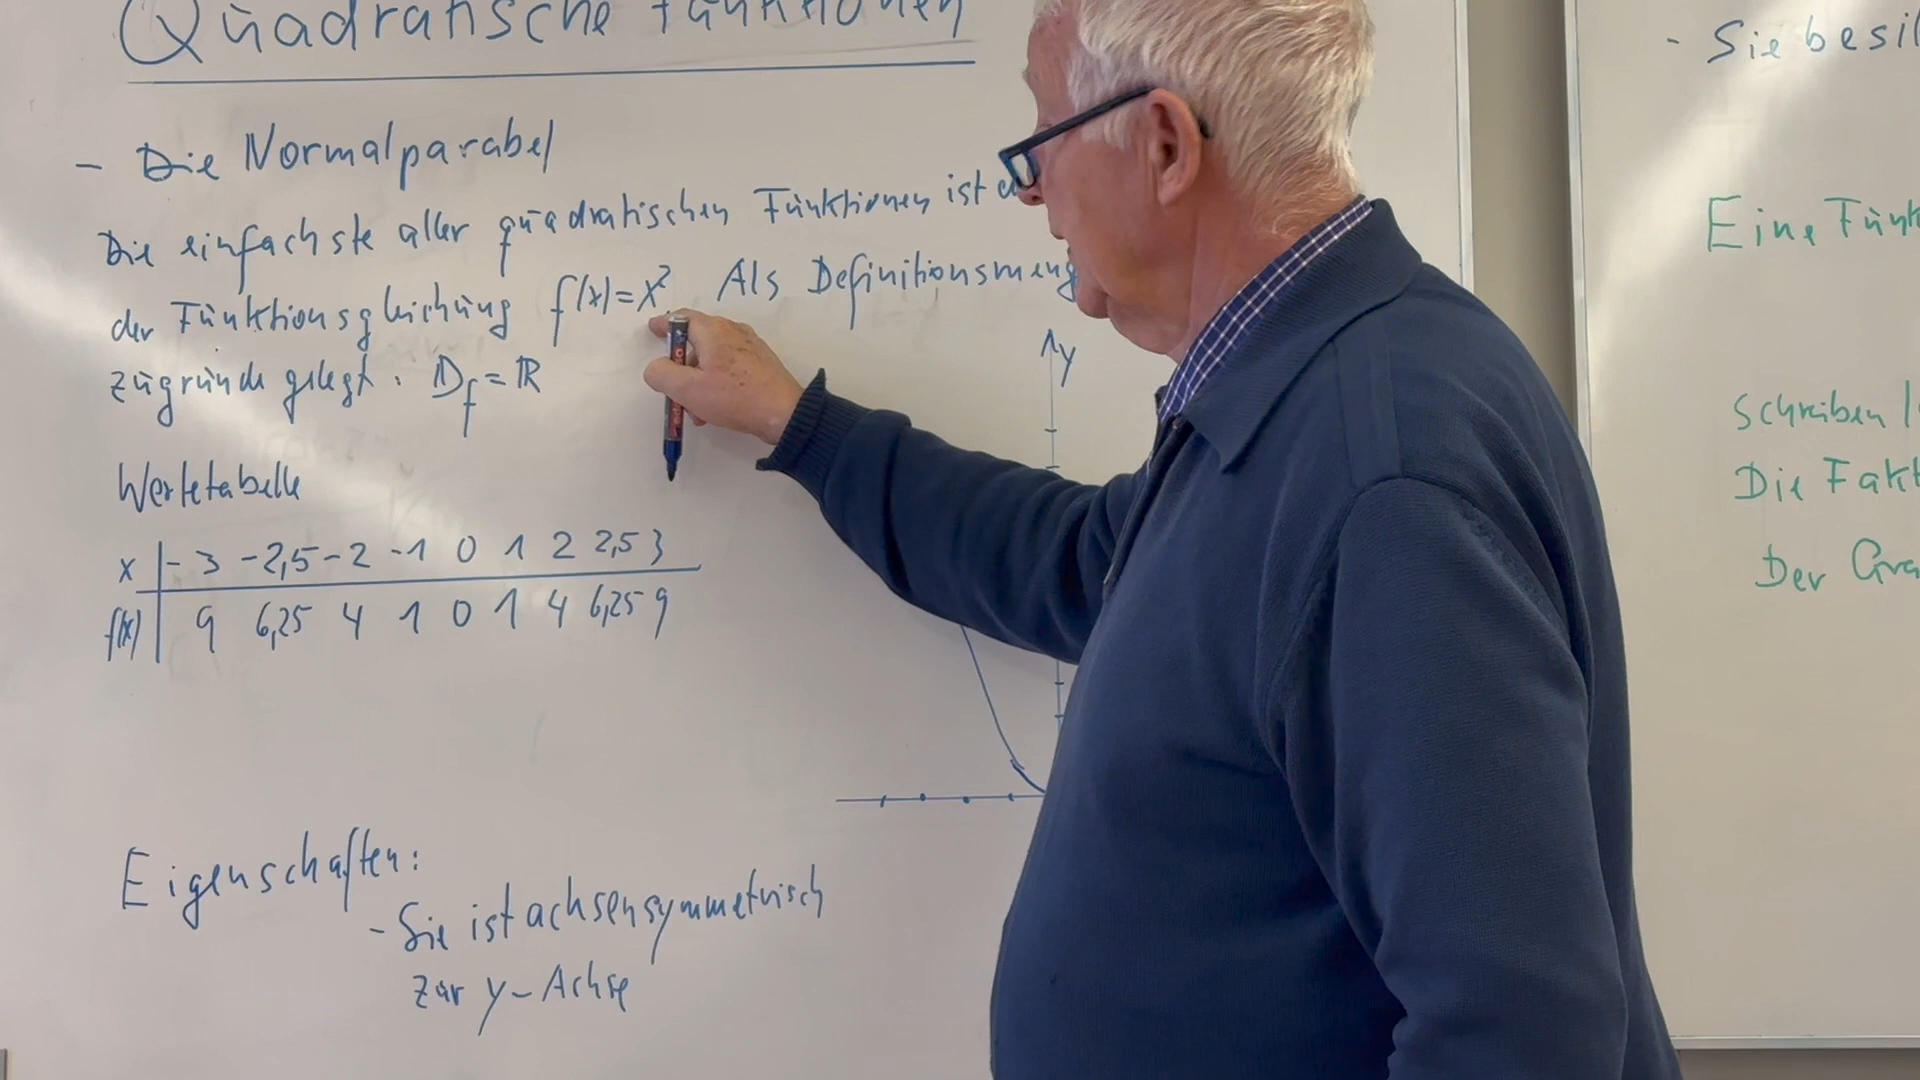 Quadratische Funktionen
- Die Normalparabel
Die einfachste aller quadratischen Funktionen ist
der Funktionsgleichung f(x)=x². Als Definitionsmeng
zugrunde gelegt. D_f = ℝ
Wertetabelle
x | -3 -2,5 -2 -1 0 1 2 2,5 3
f(x) | 9 6,25 4 1 0 1 4 6,25 9
y
Eigenschaften:
- Sie ist achsensymmetrisch
zur y-Achse
- Sie besi
Eine Funk
Schreiben
Die Fakt
Der Gra